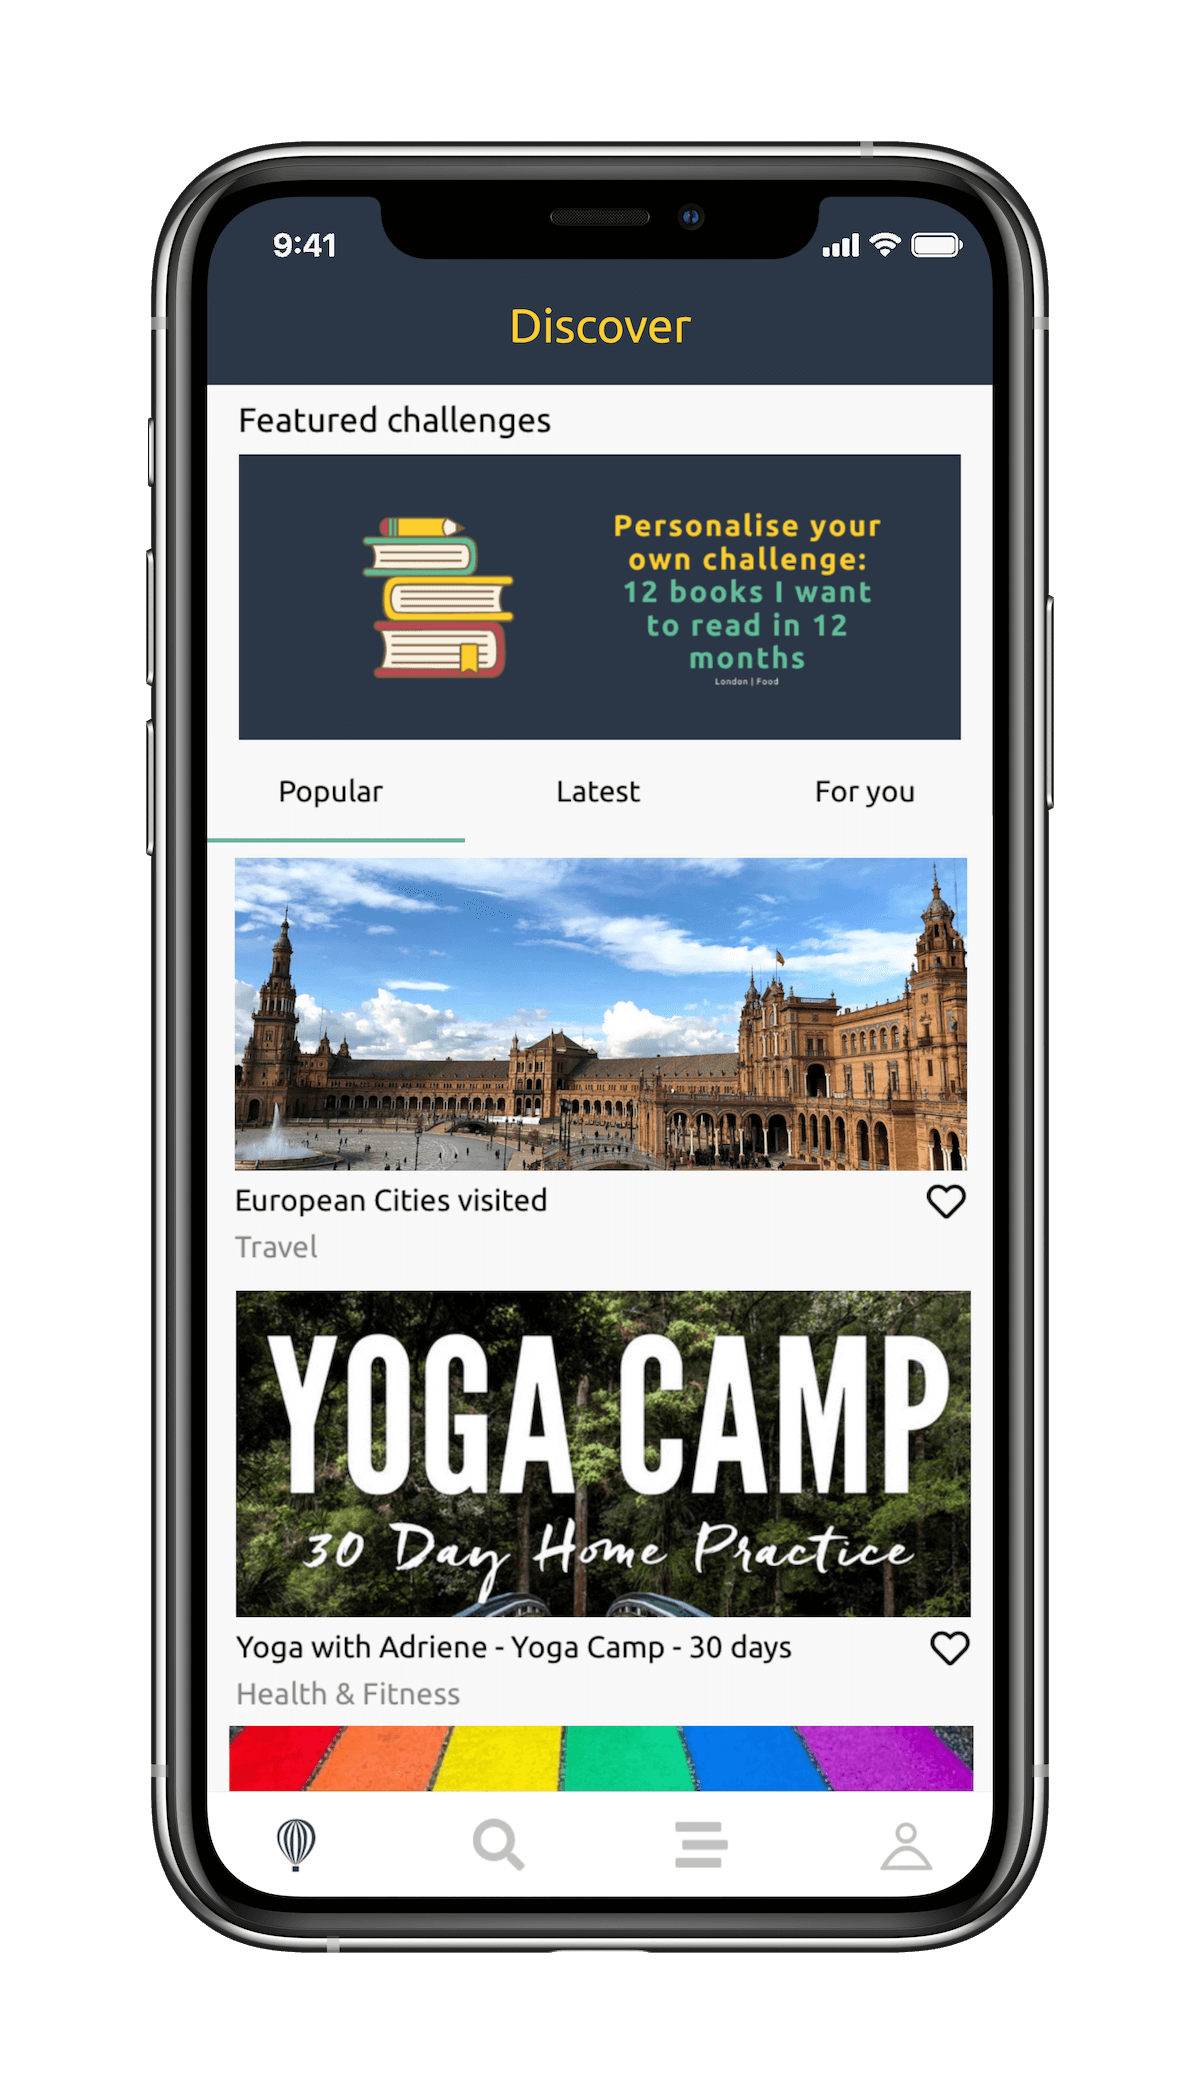 9:41
Discover
Featured challenges
Personalise your
own challenge:
12 books I want
to read in 12
months
London | Food
Popular
Latest
For you
European Cities visited
Travel
YOGA CAMP
30 Day Home Practice
Yoga with Adriene - Yoga Camp - 30 days
Health & Fitness